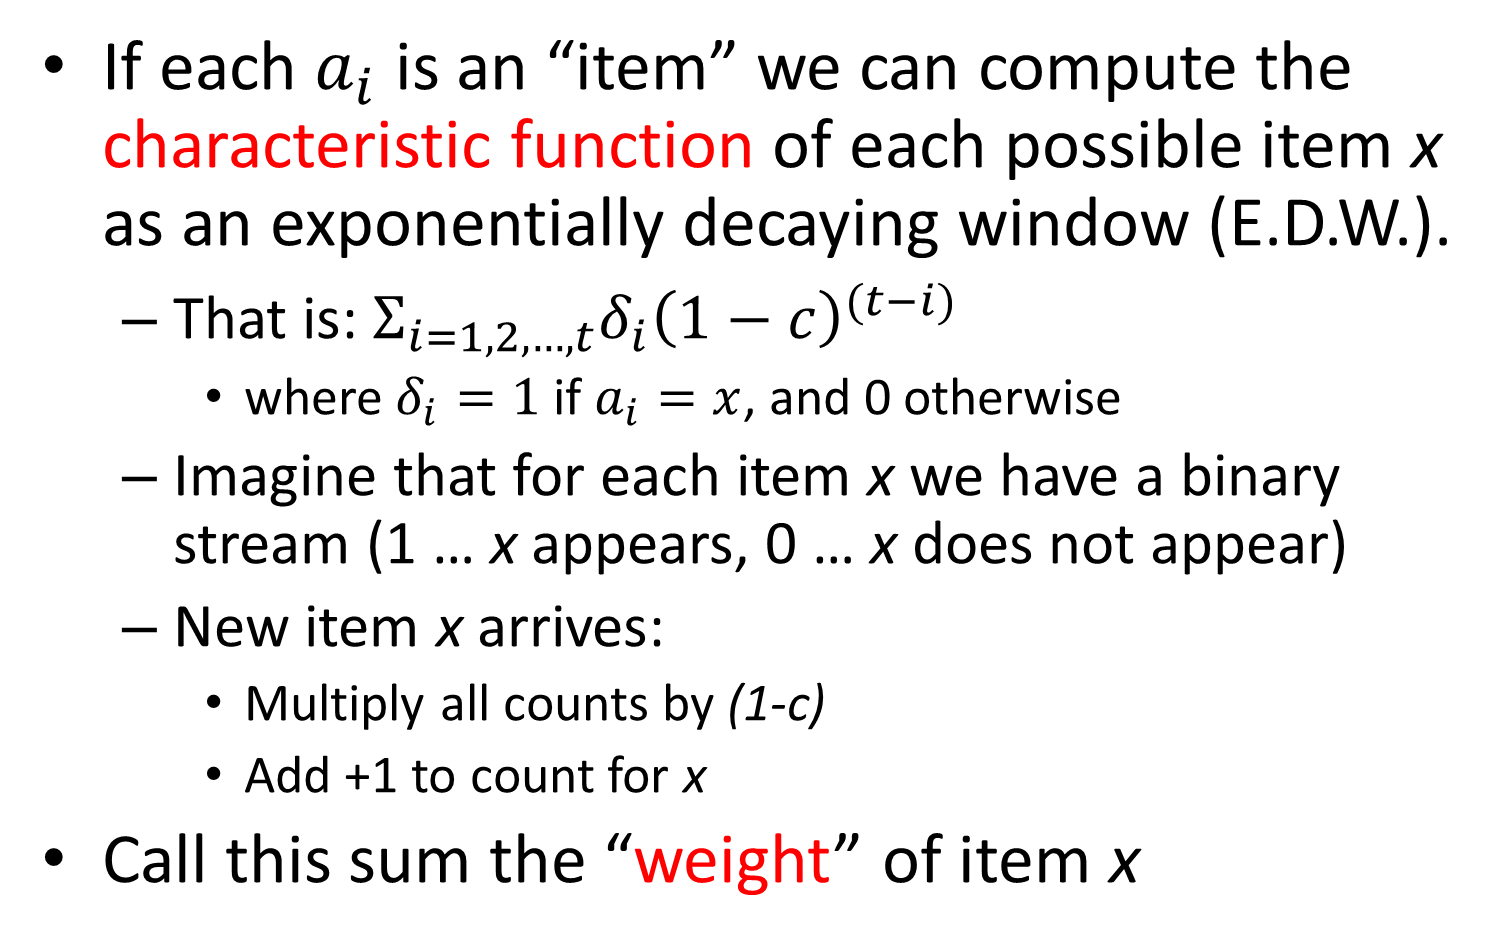 • If each 𝑎ᵢ is an “item” we can compute the
characteristic function of each possible item x
as an exponentially decaying window (E.D.W.).
– That is: Σ_{𝑖=1,2,…,𝑡} 𝛿ᵢ(1 − 𝑐)^{(𝑡−𝑖)}
• where 𝛿ᵢ = 1 if 𝑎ᵢ = 𝑥, and 0 otherwise
– Imagine that for each item x we have a binary
stream (1 … x appears, 0 … x does not appear)
– New item x arrives:
• Multiply all counts by (1-c)
• Add +1 to count for x
• Call this sum the “weight” of item x